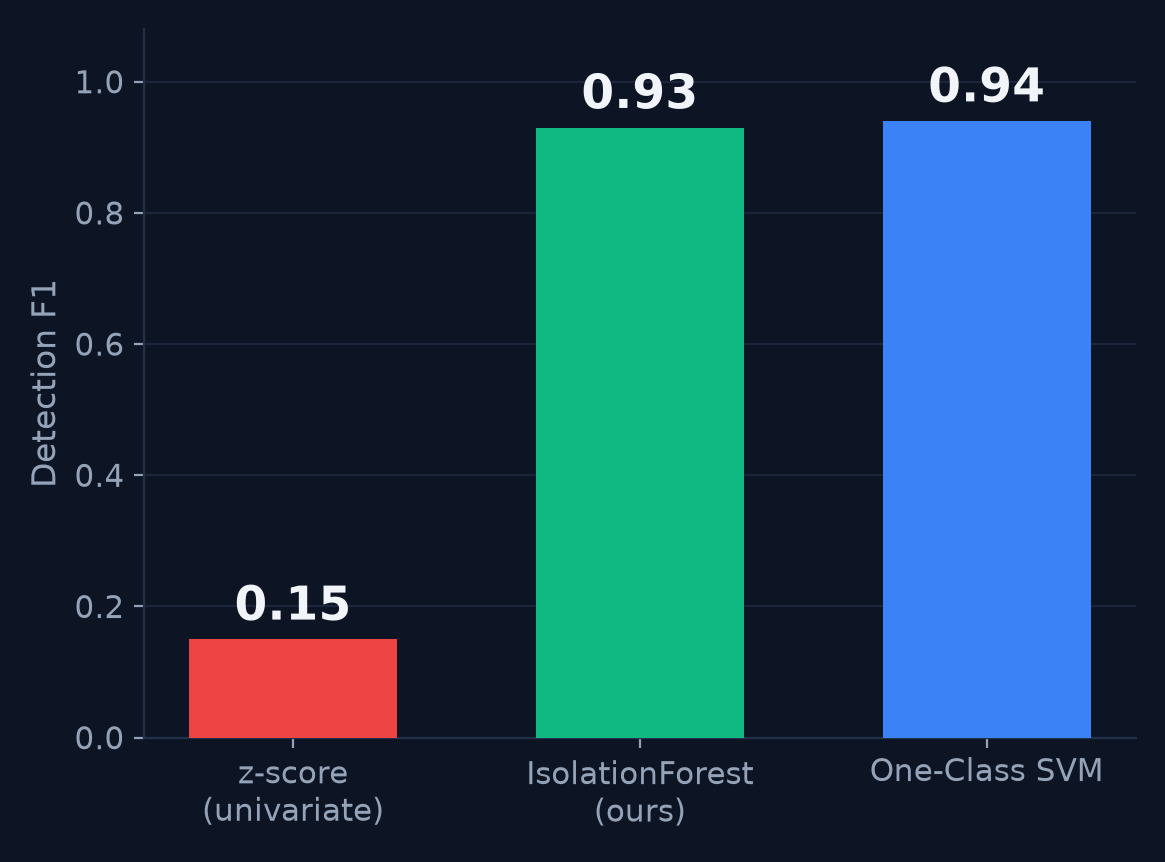 Detection F1
1.0
0.8
0.6
0.4
0.2
0.0
0.15
0.93
0.94
z-score
(univariate)
IsolationForest
(ours)
One-Class SVM